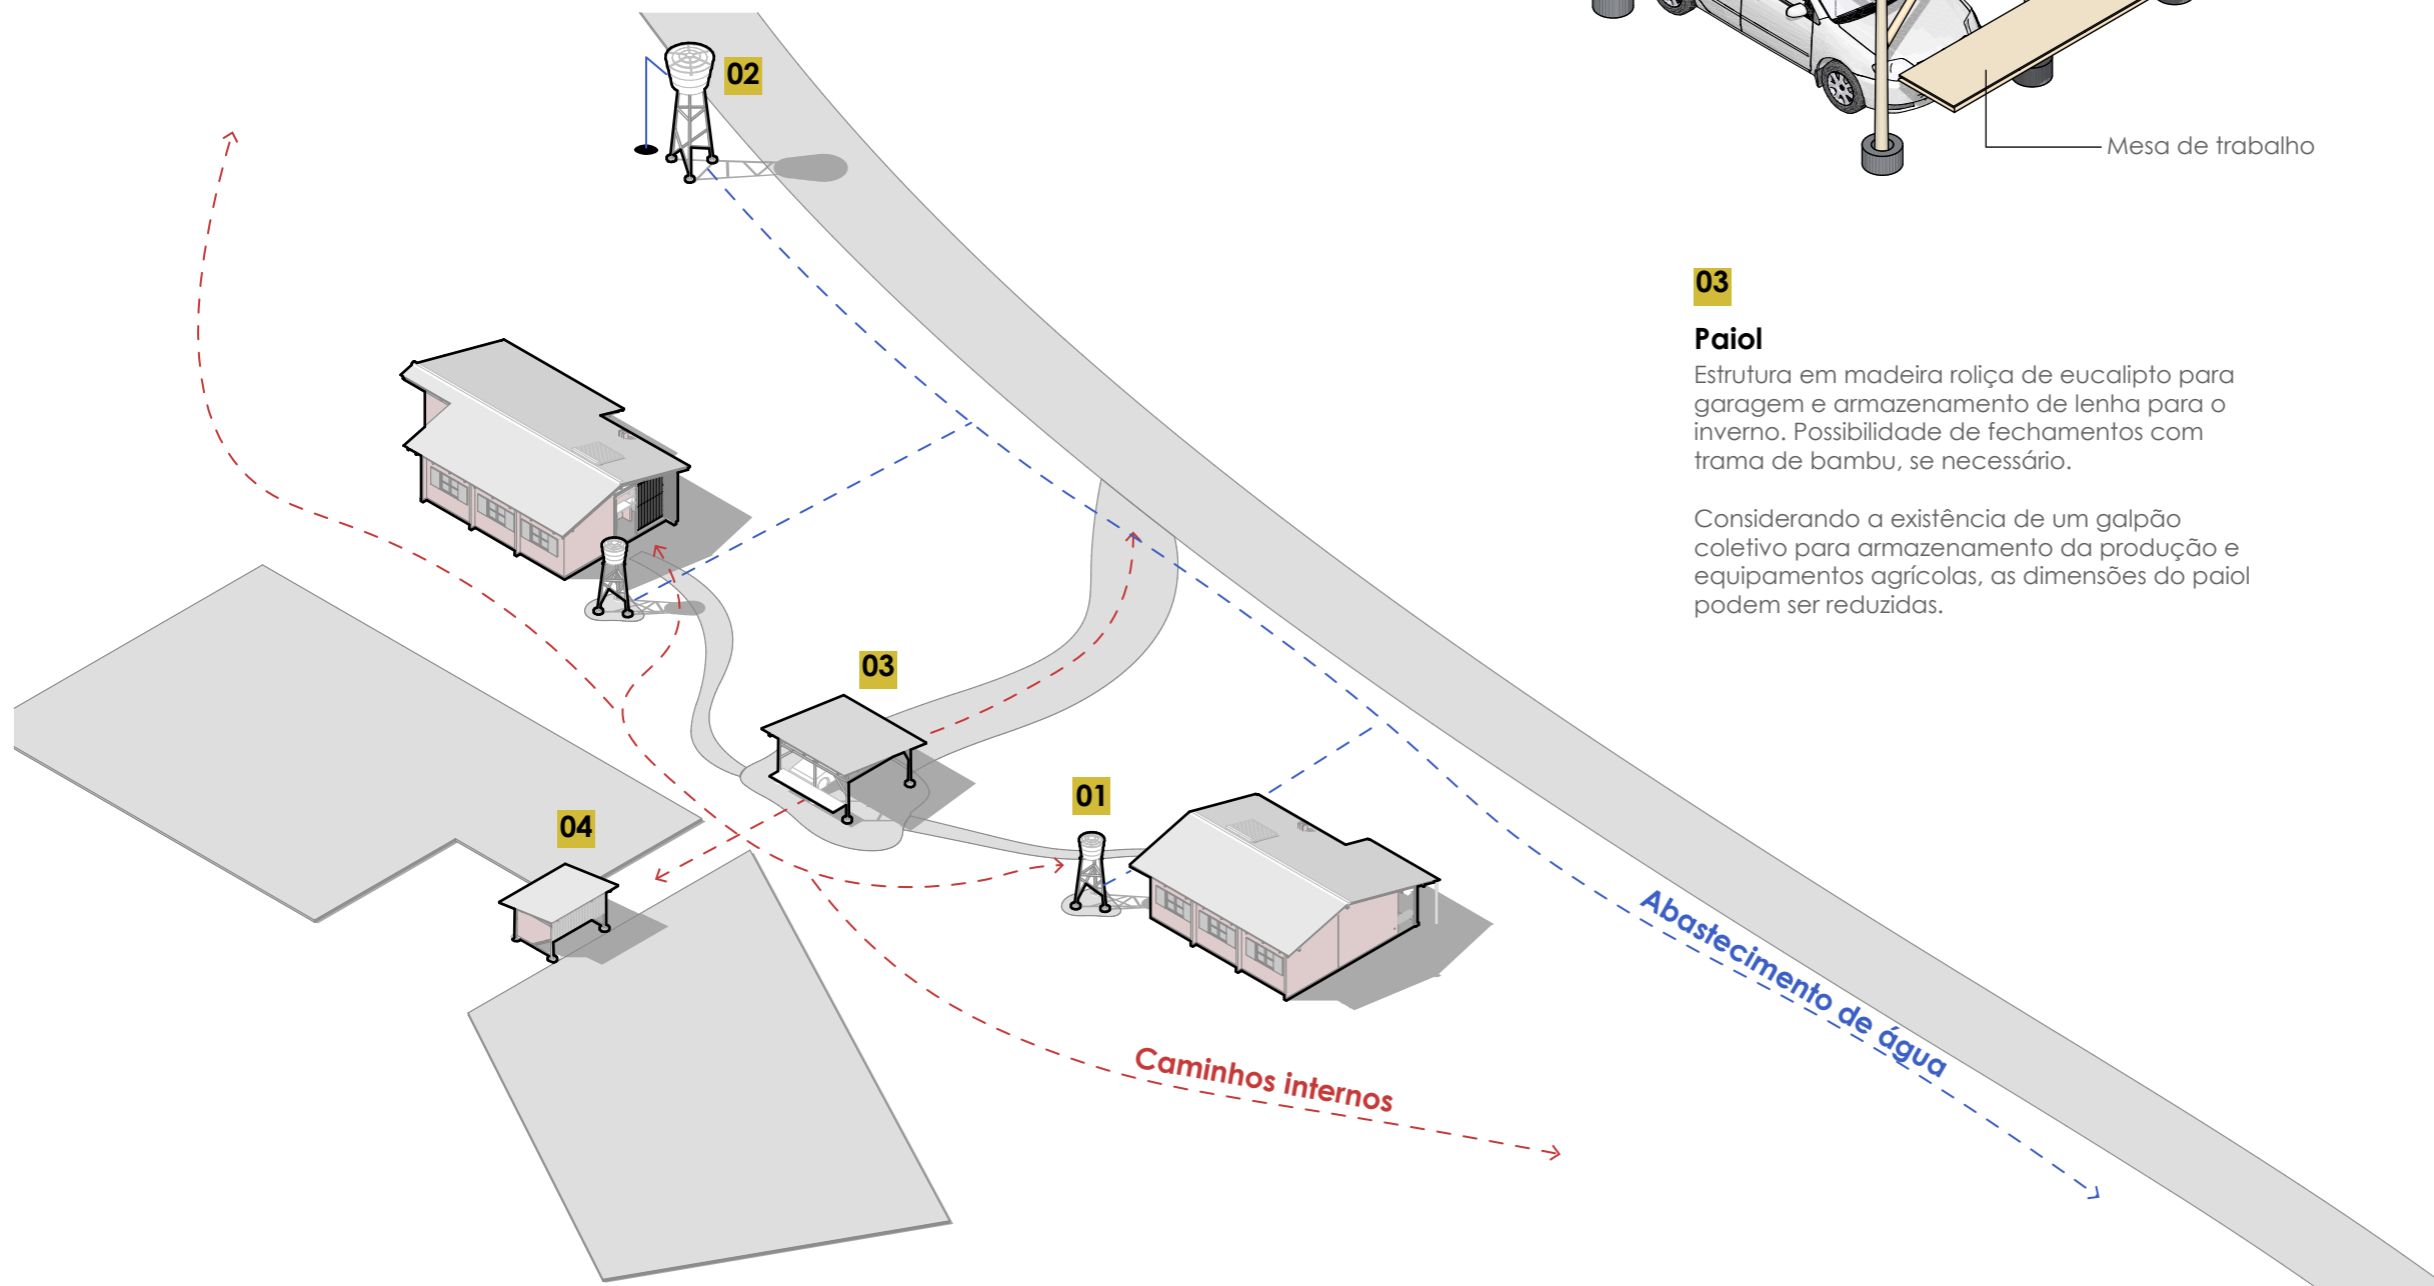 02
Mesa de trabalho
03
Paiol
Estrutura em madeira roliça de eucalipto para
garagem e armazenamento de lenha para o
inverno. Possibilidade de fechamentos com
trama de bambu, se necessário.
Considerando a existência de um galpão
coletivo para armazenamento da produção e
equipamentos agrícolas, as dimensões do paiol
podem ser reduzidas.
03
01
04
Abastecimento de água
Caminhos internos